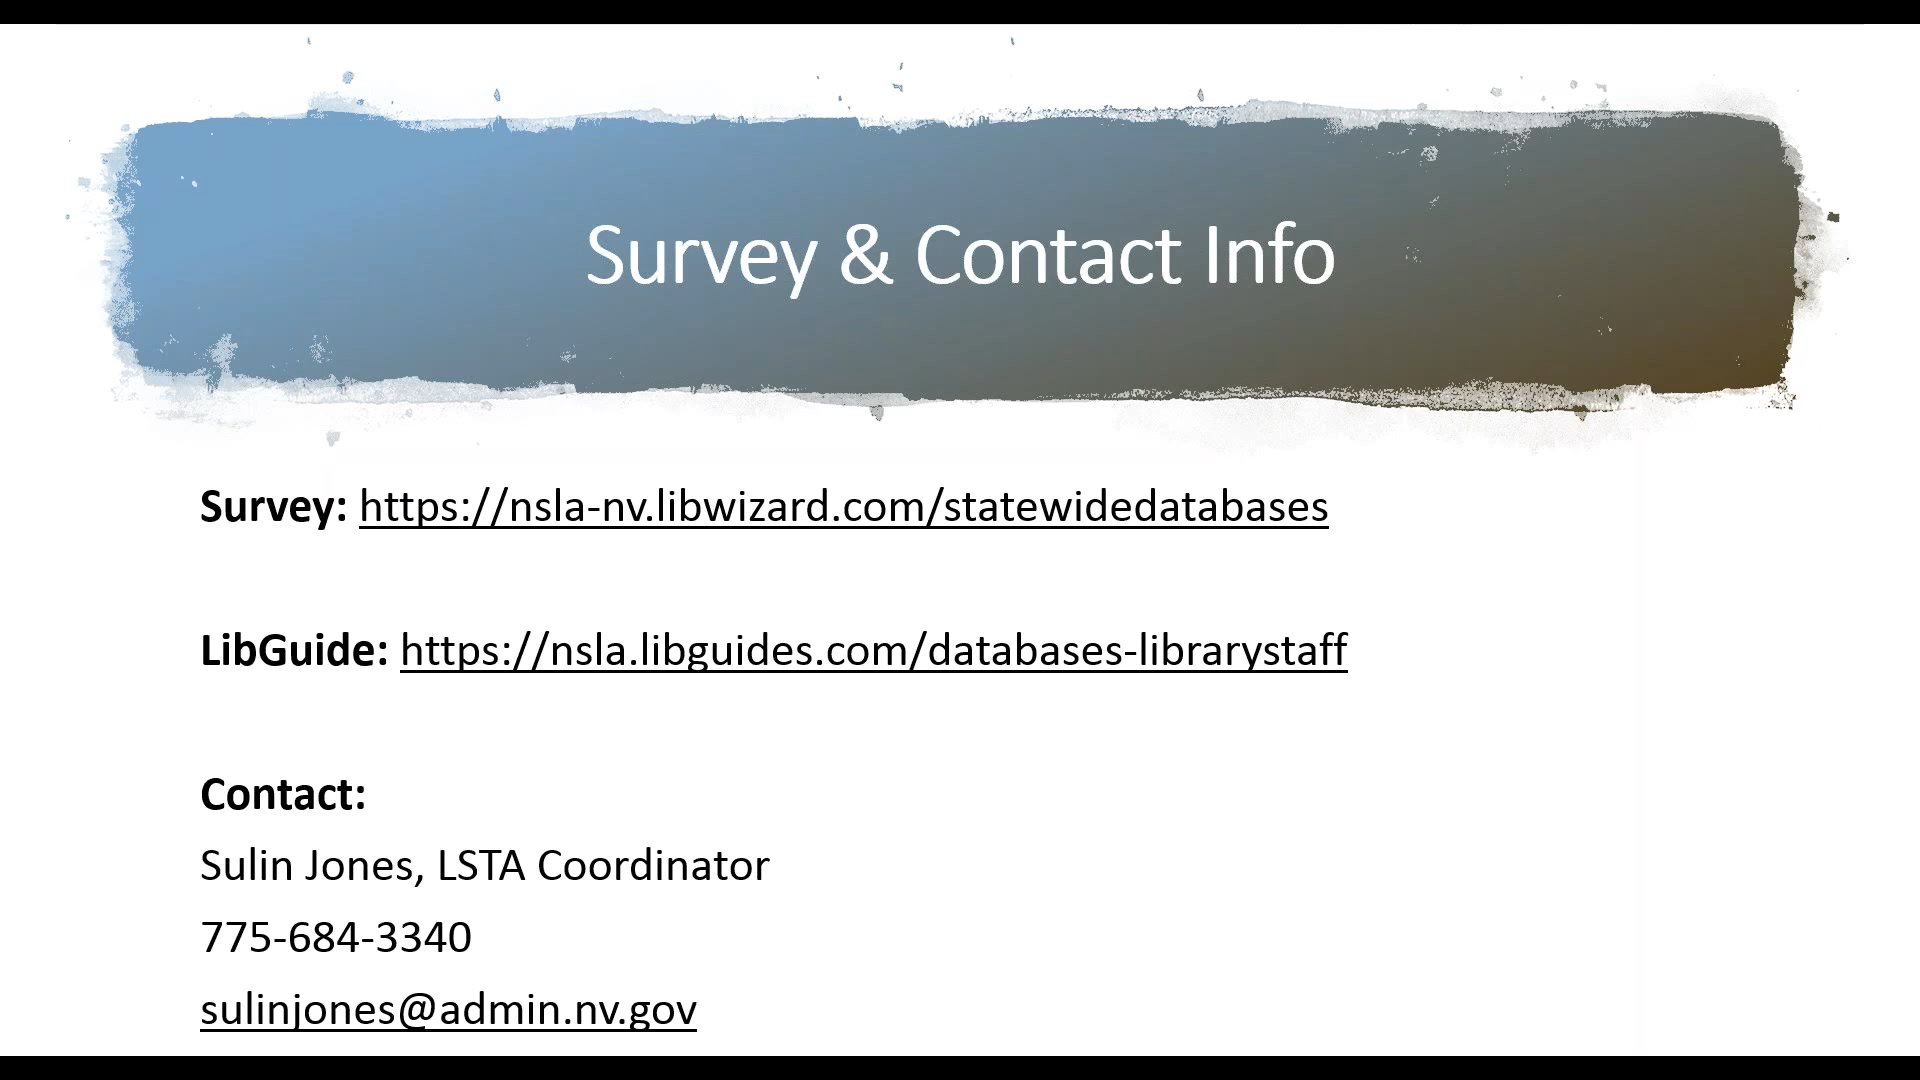 Survey & Contact Info
Survey: https://nsla-nv.libwizard.com/statewidedatabases
LibGuide: https://nsla.libguides.com/databases-librarystaff
Contact:
Sulin Jones, LSTA Coordinator
775-684-3340
sulinjones@admin.nv.gov